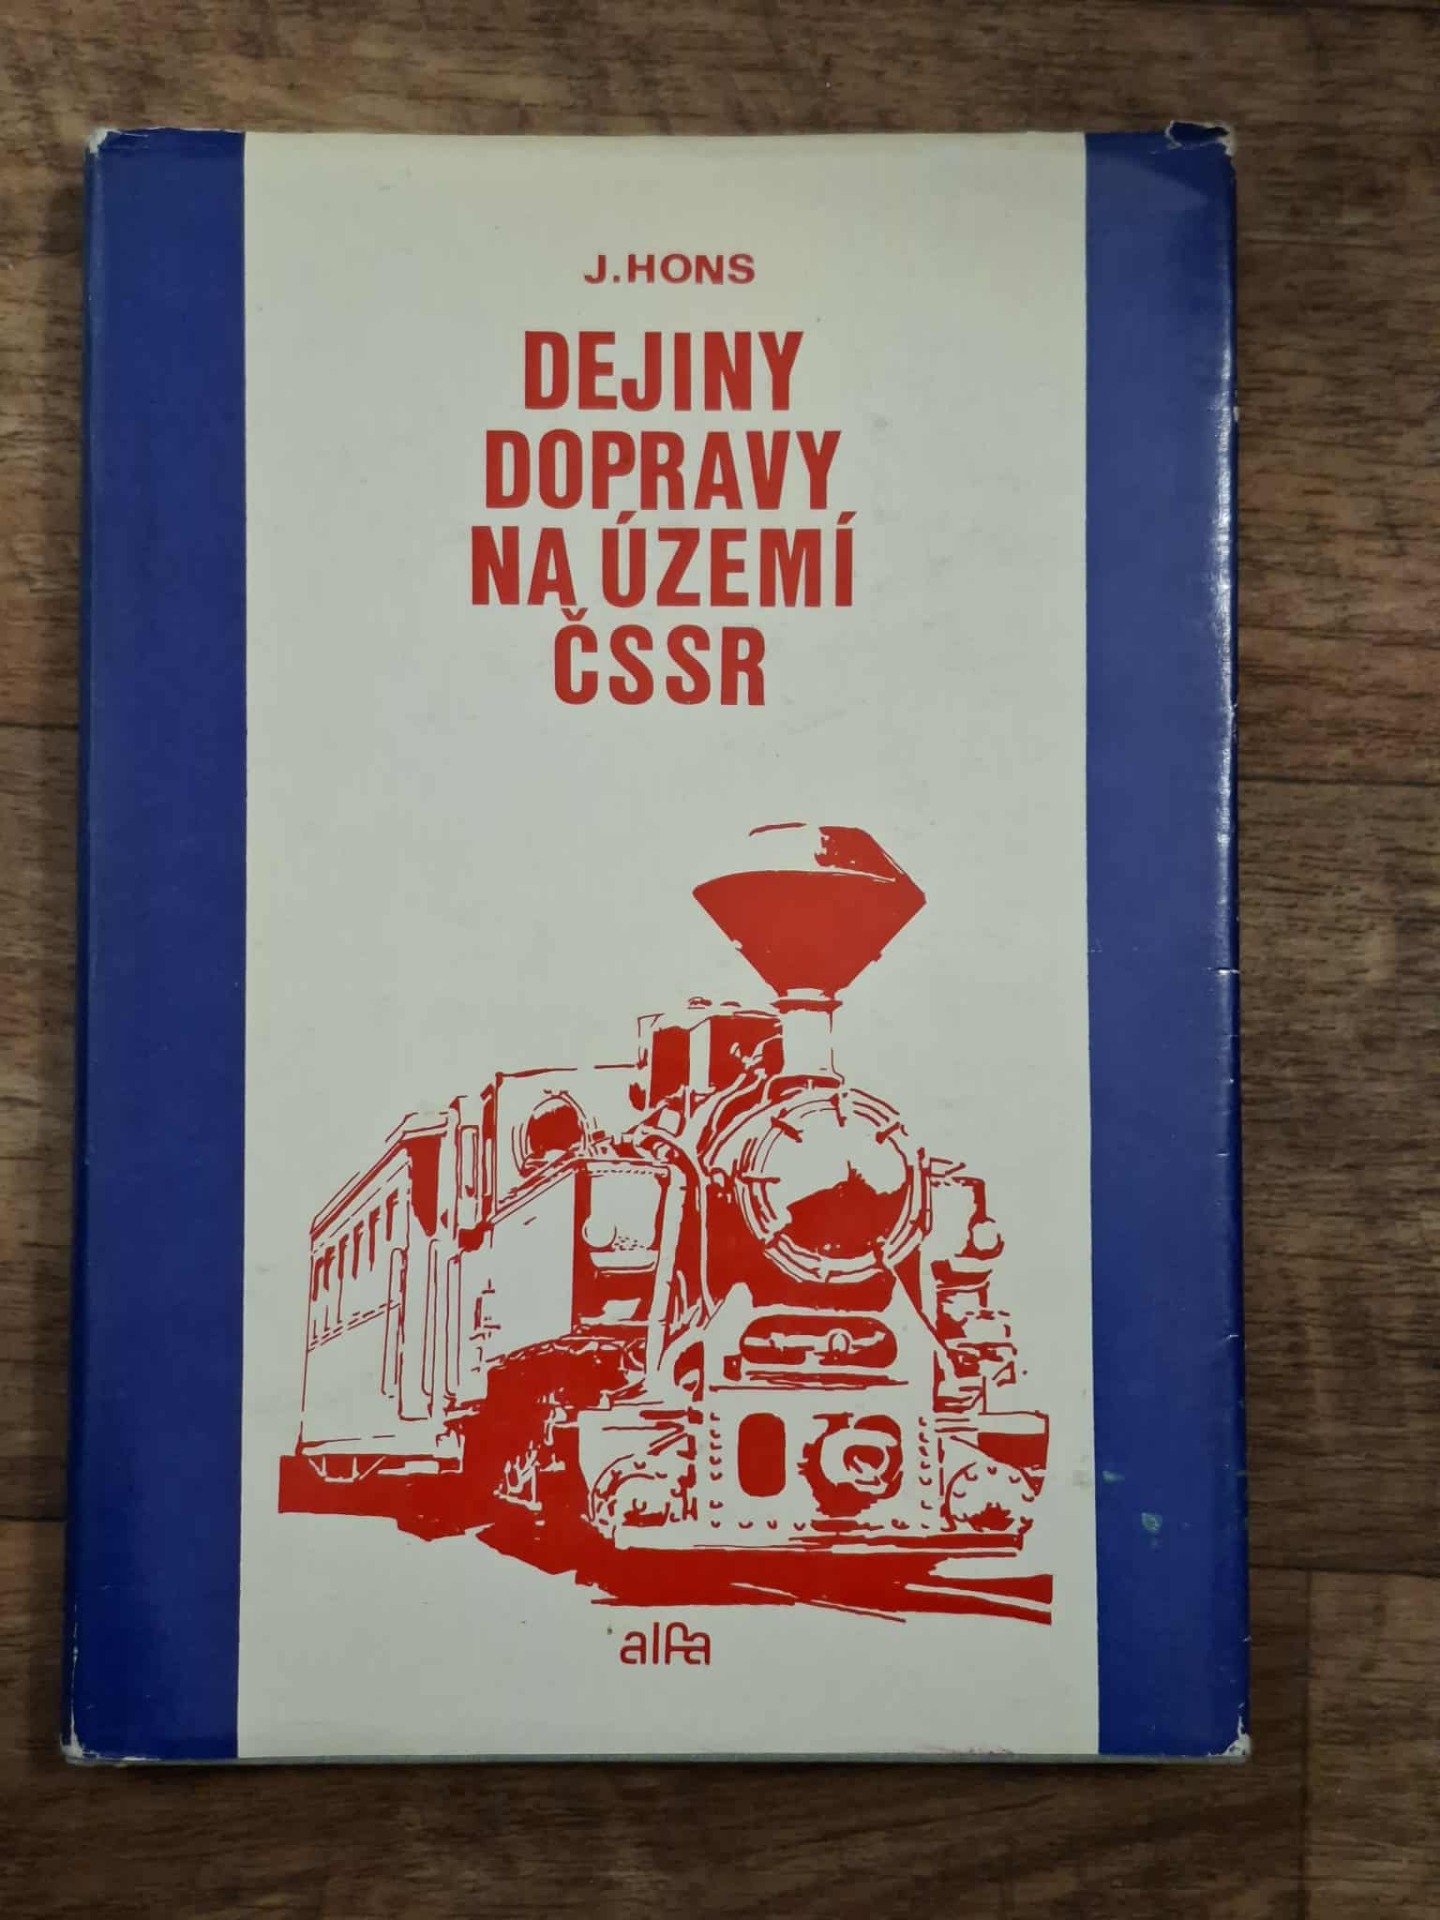 J. HONS
DEJINY
DOPRAVY
NA ÚZEMÍ
ČSSR
alfa